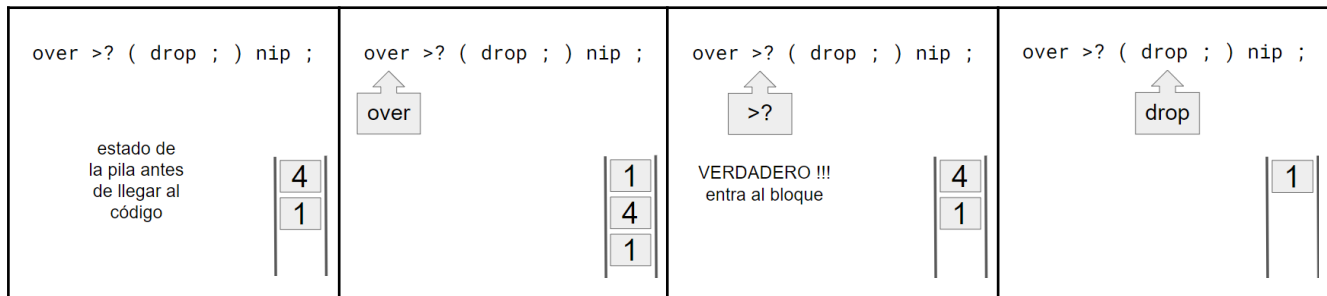 over >? ( drop ; ) nip ;
estado de
la pila antes
de llegar al
código
4
1
over >? ( drop ; ) nip ;
over
1
4
1
over >? ( drop ; ) nip ;
>?
VERDADERO !!!
entra al bloque
4
1
over >? ( drop ; ) nip ;
drop
1